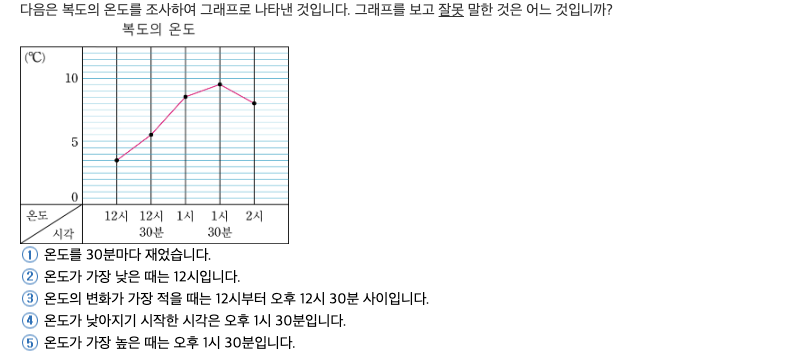 다음은 복도의 온도를 조사하여 그래프로 나타낸 것입니다. 그래프를 보고 잘못 말한 것은 어느 것입니까?
복도의 온도
(℃)
10
5
0
온도
시각
12시 12시 30분 1시 1시 30분 2시
① 온도를 30분마다 재었습니다.
② 온도가 가장 낮은 때는 12시입니다.
③ 온도의 변화가 가장 적을 때는 12시부터 오후 12시 30분 사이입니다.
④ 온도가 낮아지기 시작한 시각은 오후 1시 30분입니다.
⑤ 온도가 가장 높은 때는 오후 1시 30분입니다.